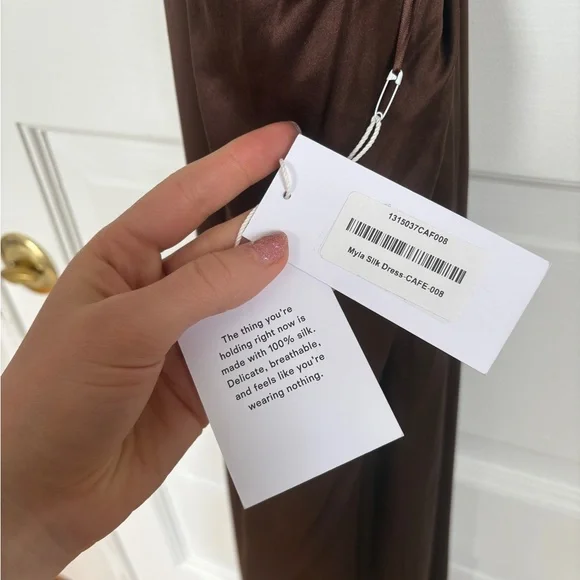 1315037CAF008
Myla Silk Dress-CAFE-008
The thing you're
holding right now is
made with 100% silk.
Delicate, breathable,
and feels like you're
wearing nothing.